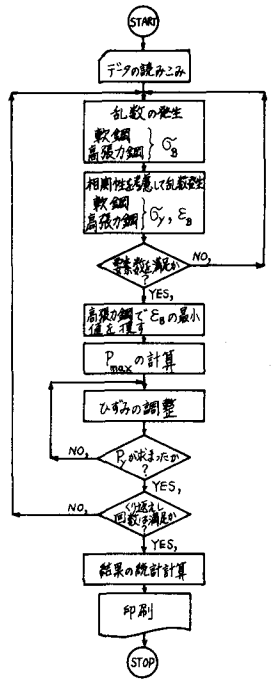 START
データの読みこみ
乱数の発生
軟鋼
高張力鋼
σB
相関性を考慮して乱数発生
軟鋼
高張力鋼
σy, εB
要素数を満足か
?
NO,
YES,
高張力鋼でεBの最小
値を探す
Pmaxの計算
ひずみの調整
Pyが求まったか
?
NO,
YES,
くり返えし
回数は満足か
?
NO,
YES,
結果の統計計算
印刷
STOP